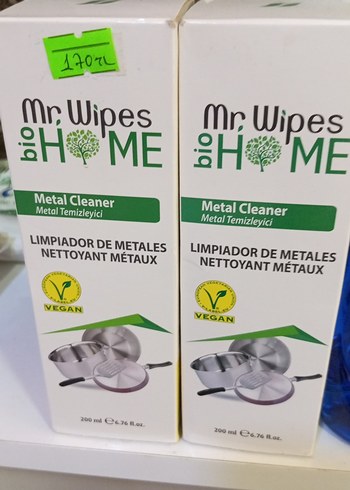 170TL
Mr. Wipes
bio HOME
Metal Cleaner
Metal Temizleyici
LIMPIADOR DE METALES
NETTOYANT MÉTAUX
VEGAN
200 ml ℮ 6.76 fl.oz.
Mr. Wipes
bio HOME
Metal Cleaner
Metal Temizleyici
LIMPIADOR DE METALES
NETTOYANT MÉTAUX
VEGAN
200 ml ℮ 6.76 fl.oz.